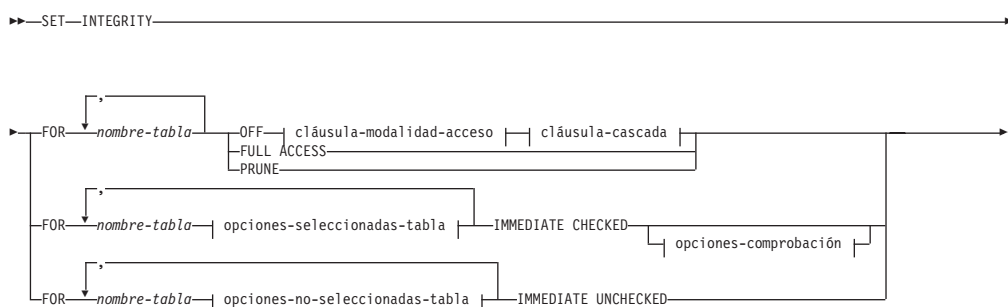 SET INTEGRITY
,
FOR nombre-tabla OFF cláusula-modalidad-acceso cláusula-cascada
FULL ACCESS
PRUNE
,
FOR nombre-tabla opciones-seleccionadas-tabla IMMEDIATE CHECKED
opciones-comprobación
,
FOR nombre-tabla opciones-no-seleccionadas-tabla IMMEDIATE UNCHECKED